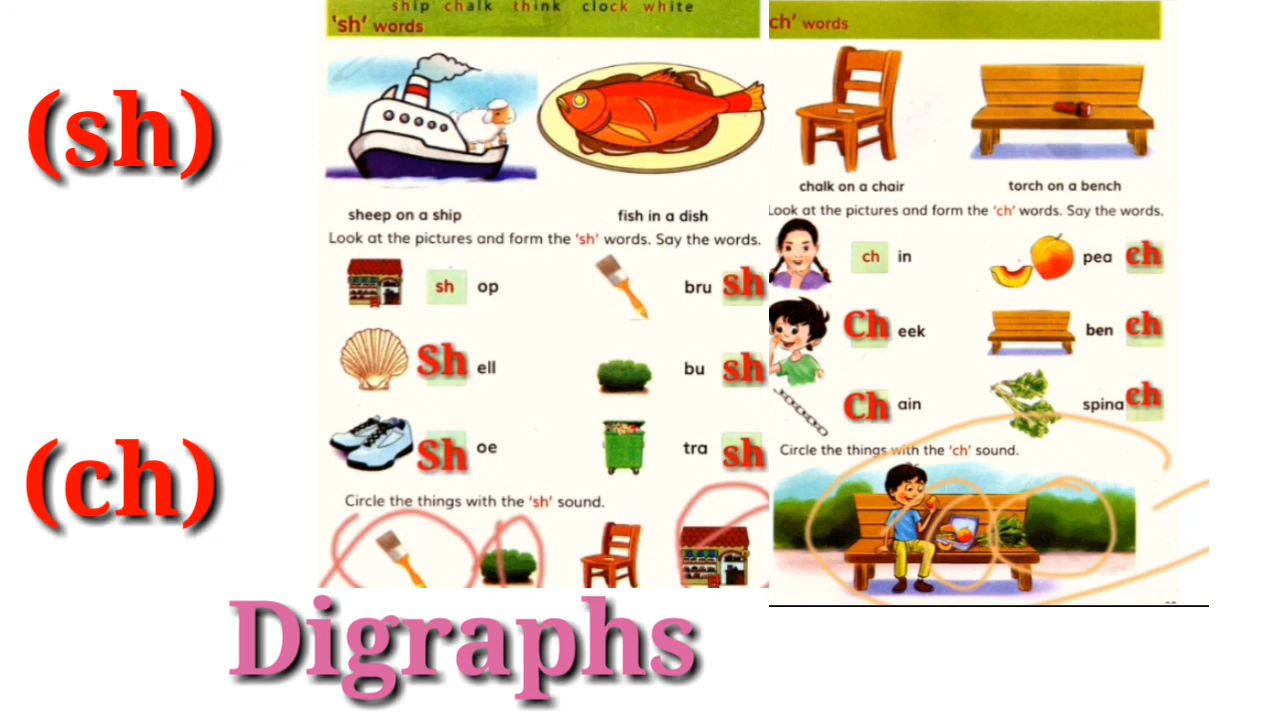 ship chalk think clock white
'sh' words
ch' words
(sh)
sheep on a ship
fish in a dish
Look at the pictures and form the 'sh' words. Say the words.
sh op
bru sh
Sh ell
bu sh
Sh oe
tra sh
Circle the things with the 'sh' sound.
chalk on a chair
torch on a bench
Look at the pictures and form the 'ch' words. Say the words.
ch in
pea ch
Ch eek
ben ch
Ch ain
spina ch
Circle the things with the 'ch' sound.
(ch)
Digraphs